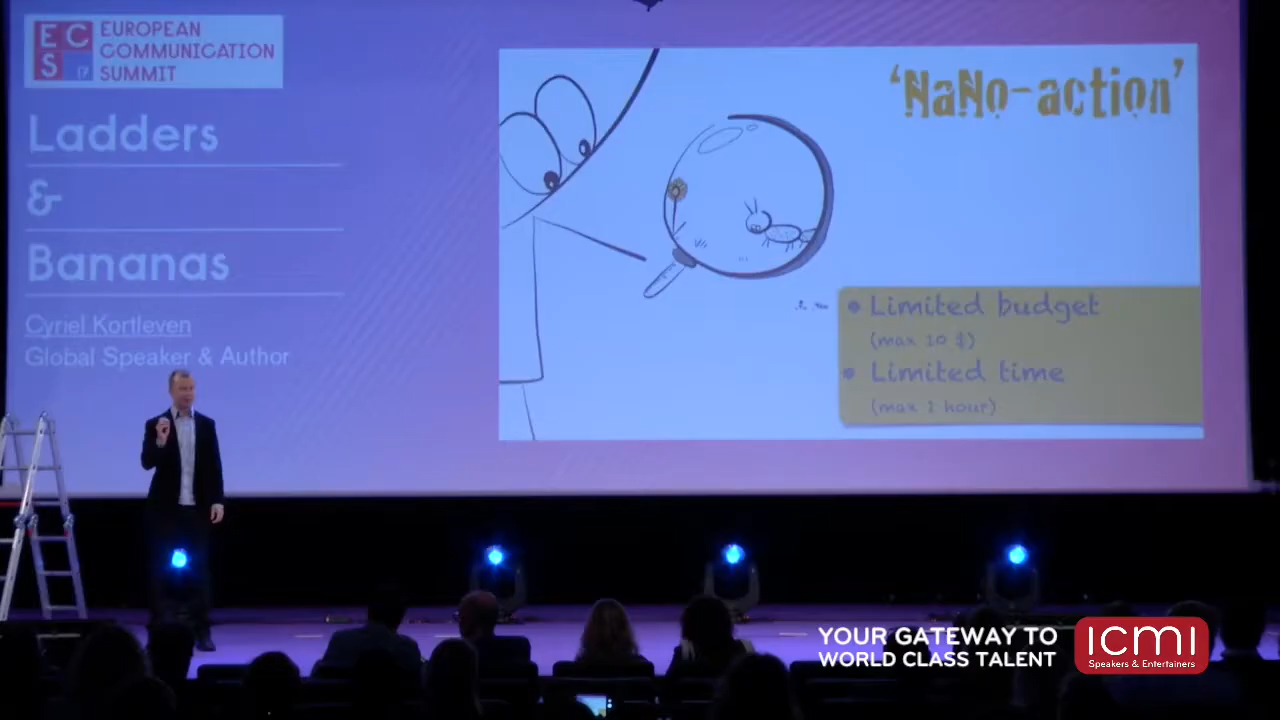 ECS
17
EUROPEAN
COMMUNICATION
SUMMIT
Ladders
&
Bananas
Cyriel Kortleven
Global Speaker & Author
‘NaNo-action’
• Limited budget
(max 10 $)
• Limited time
(max 1 hour)
YOUR GATEWAY TO
WORLD CLASS TALENT
ICMI
Speakers & Entertainers